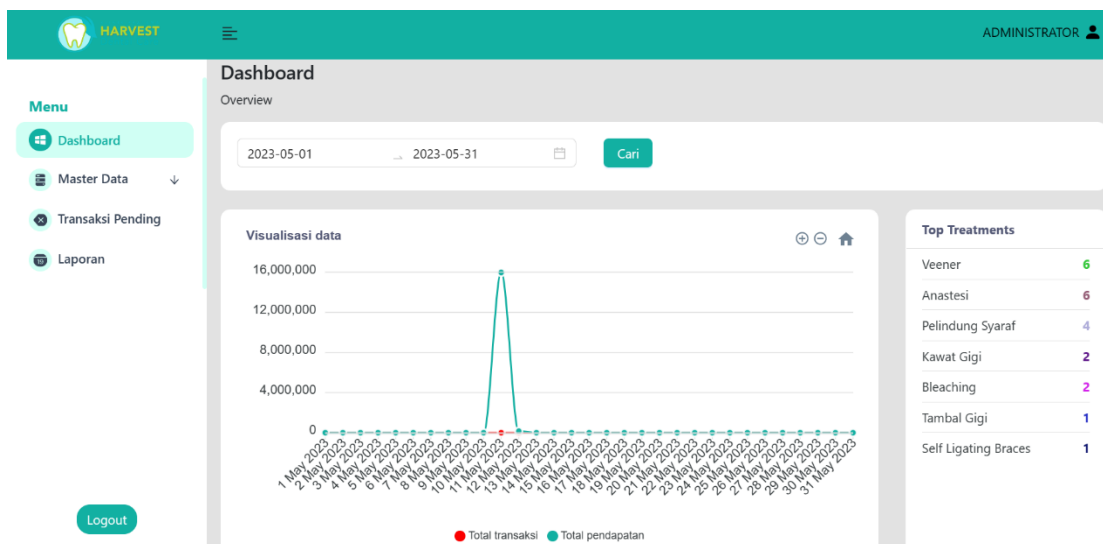 HARVEST
ADMINISTRATOR
Menu
Dashboard
Master Data
Transaksi Pending
Laporan
Logout
Dashboard
Overview
2023-05-01 → 2023-05-31
Cari
Visualisasi data
16,000,000
12,000,000
8,000,000
4,000,000
0
1 May 2023
2 May 2023
3 May 2023
4 May 2023
5 May 2023
6 May 2023
7 May 2023
8 May 2023
9 May 2023
10 May 2023
11 May 2023
12 May 2023
13 May 2023
14 May 2023
15 May 2023
16 May 2023
17 May 2023
18 May 2023
19 May 2023
20 May 2023
21 May 2023
22 May 2023
23 May 2023
24 May 2023
25 May 2023
26 May 2023
27 May 2023
28 May 2023
29 May 2023
30 May 2023
31 May 2023
Total transaksi Total pendapatan
Top Treatments
Veener 6
Anastesi 6
Pelindung Syaraf 4
Kawat Gigi 2
Bleaching 2
Tambal Gigi 1
Self Ligating Braces 1